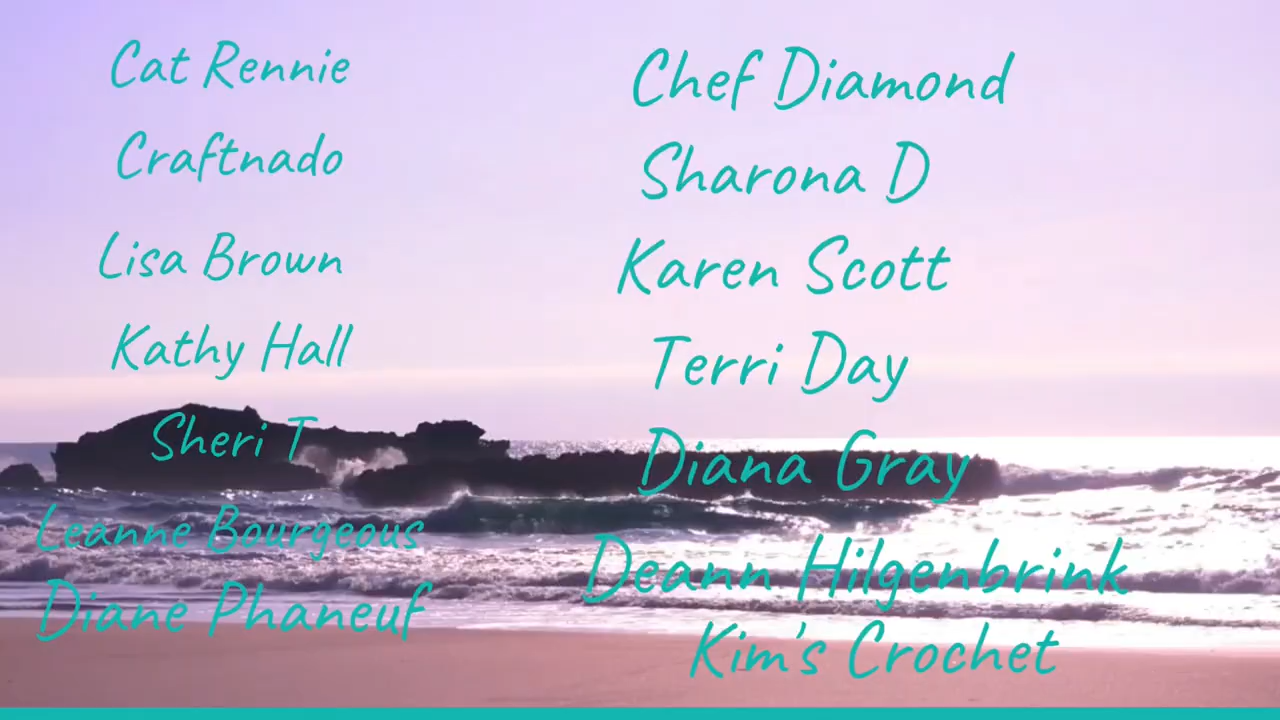 Cat Rennie
Craftnado
Lisa Brown
Kathy Hall
Sheri T
Leanne Bourgeous
Diane Phaneuf
Chef Diamond
Sharona D
Karen Scott
Terri Day
Diana Gray
Deann Hilgenbrink
Kim's Crochet